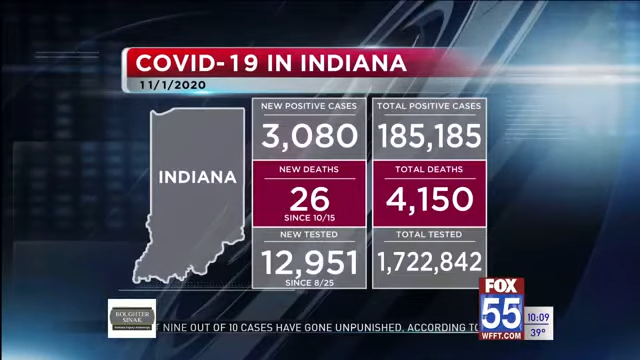 COVID-19 IN INDIANA
11/1/2020
INDIANA
NEW POSITIVE CASES
3,080
TOTAL POSITIVE CASES
185,185
NEW DEATHS
26
SINCE 10/15
TOTAL DEATHS
4,150
NEW TESTED
12,951
SINCE 8/25
TOTAL TESTED
1,722,842
FOX
55
WFFT.COM
10:09
39°
BOUGHTER
SINAK
T NINE OUT OF 10 CASES HAVE GONE UNPUNISHED. ACCORDING TO